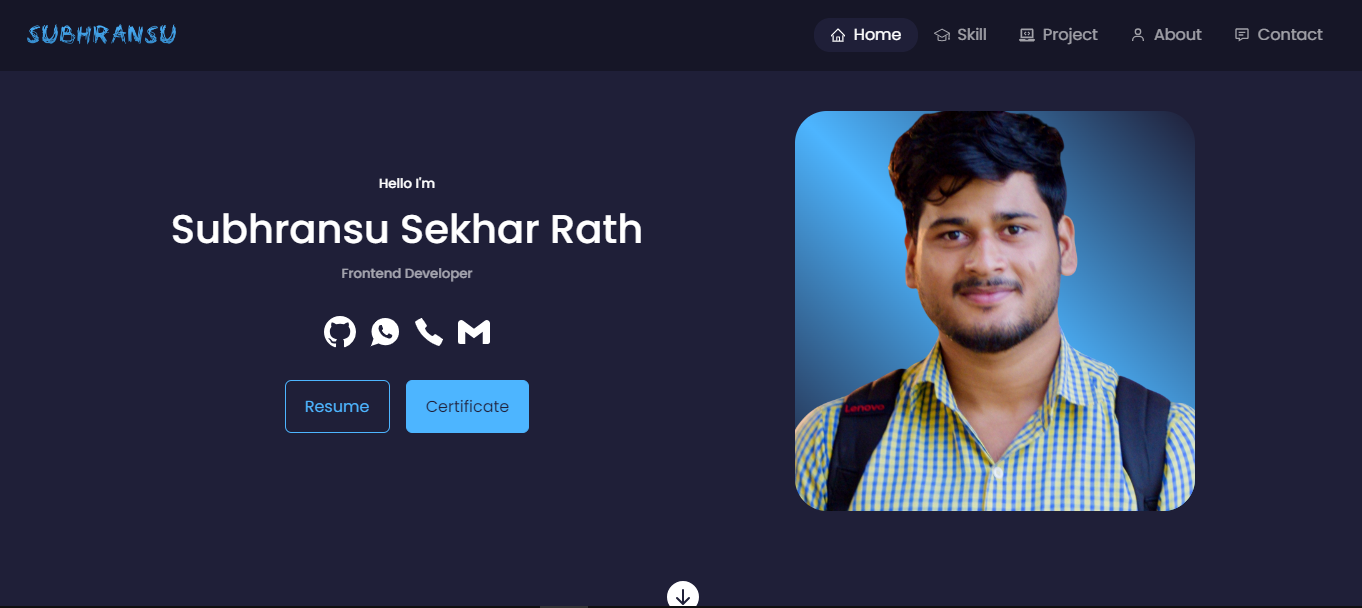 SUBHRANSU
Home Skill Project About Contact
Hello I'm
Subhransu Sekhar Rath
Frontend Developer
Resume Certificate
Lenovo